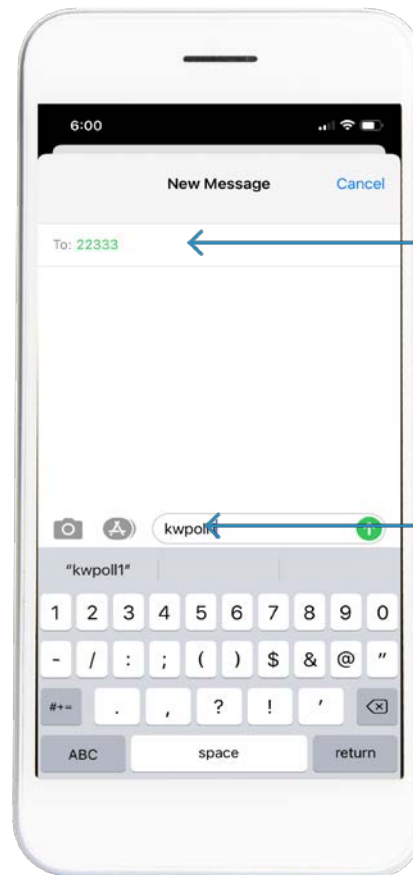 6:00
New Message Cancel
To: 22333
kwpoll1
"kwpoll1"
1 2 3 4 5 6 7 8 9 0
- / : ; ( ) $ & @ "
#+= . , ? ! '
ABC space return